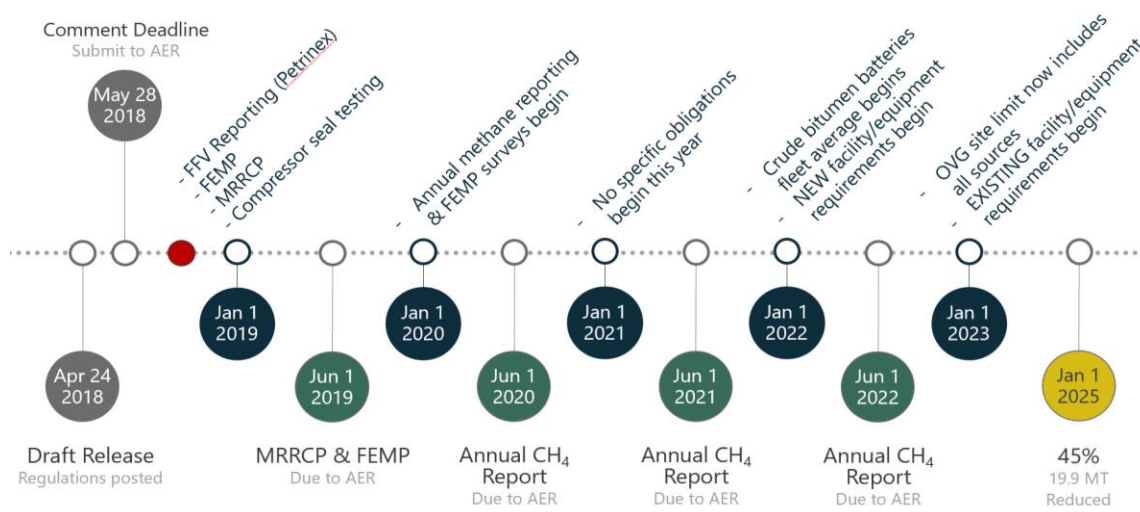 Comment Deadline
Submit to AER
May 28
2018
- FFV Reporting (Petrinex)
- FEMP
- MRRCP
- Compressor seal testing
- Annual methane reporting
& FEMP surveys begin
- No specific obligations
begin this year
- Crude bitumen batteries
fleet average begins
- NEW facility/equipment
requirements begin
- OVG site limit now includes
all sources
- EXISTING facility/equipment
requirements begin
Jan 1
2019
Jan 1
2020
Jan 1
2021
Jan 1
2022
Jan 1
2023
Apr 24
2018
Jun 1
2019
Jun 1
2020
Jun 1
2021
Jun 1
2022
Jan 1
2025
Draft Release
Regulations posted
MRRCP & FEMP
Due to AER
Annual CH₄
Report
Due to AER
Annual CH₄
Report
Due to AER
Annual CH₄
Report
Due to AER
45%
19.9 MT
Reduced